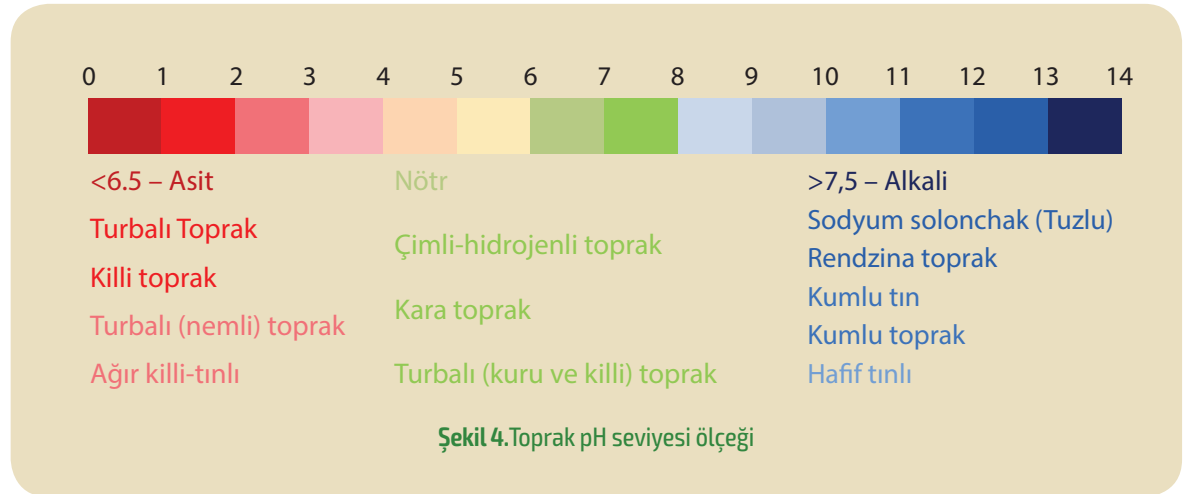 0 1 2 3 4 5 6 7 8 9 10 11 12 13 14
<6.5 – Asit
Turbalı Toprak
Killi toprak
Turbalı (nemli) toprak
Ağır killi-tınlı
Nötr
Çimli-hidrojenli toprak
Kara toprak
Turbalı (kuru ve killi) toprak
>7,5 – Alkali
Sodyum solonchak (Tuzlu)
Rendzina toprak
Kumlu tın
Kumlu toprak
Hafif tınlı
Şekil 4.Toprak pH seviyesi ölçeği